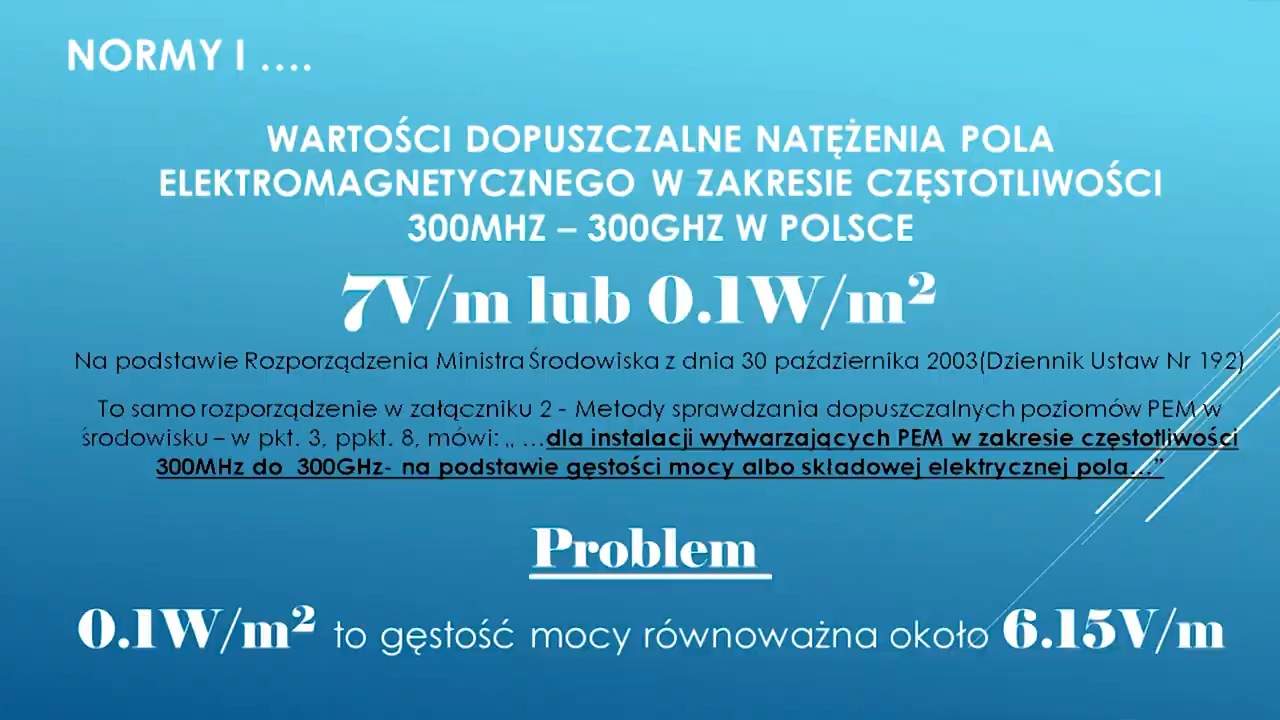 NORMY I ....
WARTOŚCI DOPUSZCZALNE NATĘŻENIA POLA
ELEKTROMAGNETYCZNEGO W ZAKRESIE CZĘSTOTLIWOŚCI
300MHZ – 300GHZ W POLSCE
7V/m lub 0.1W/m²
Na podstawie Rozporządzenia Ministra Środowiska z dnia 30 października 2003(Dziennik Ustaw Nr 192)
To samo rozporządzenie w załączniku 2 - Metody sprawdzania dopuszczalnych poziomów PEM w
środowisku – w pkt. 3, ppkt. 8, mówi: „ ...dla instalacji wytwarzających PEM w zakresie częstotliwości
300MHz do 300GHz- na podstawie gęstości mocy albo składowej elektrycznej pola...”
Problem
0.1W/m² to gęstość mocy równoważna około 6.15V/m